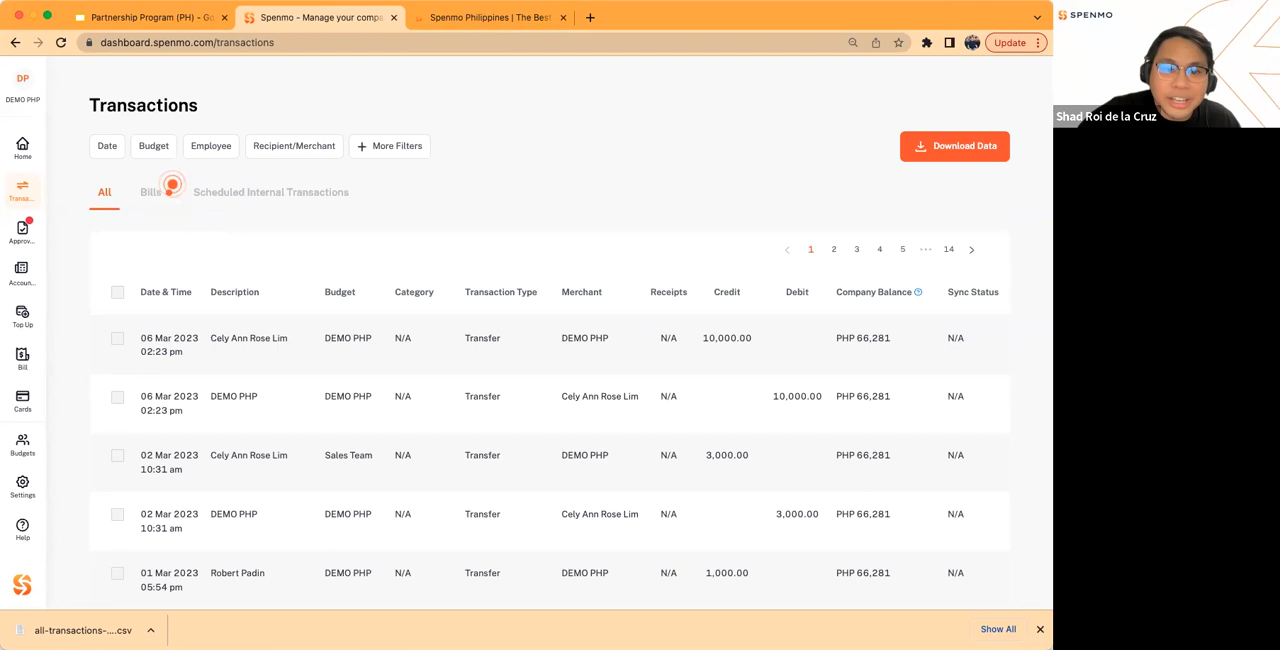 Partnership Program (PH) - Go
Spenmo - Manage your compa
Spenmo Philippines | The Best
dashboard.spenmo.com/transactions
Update
SPENMO
Shad Roi de la Cruz
DP
DEMO PHP
Home
Transa...
Approv...
Accoun...
Top Up
Bill
Cards
Budgets
Settings
Help
Transactions
Date
Budget
Employee
Recipient/Merchant
+ More Filters
Download Data
All
Bills
Scheduled Internal Transactions
1 2 3 4 5 ••• 14
Date & Time Description Budget Category Transaction Type Merchant Receipts Credit Debit Company Balance Sync Status
06 Mar 2023 Cely Ann Rose Lim DEMO PHP N/A Transfer DEMO PHP N/A 10,000.00 PHP 66,281 N/A
02:23 pm
06 Mar 2023 DEMO PHP DEMO PHP N/A Transfer Cely Ann Rose Lim N/A 10,000.00 PHP 66,281 N/A
02:23 pm
02 Mar 2023 Cely Ann Rose Lim Sales Team N/A Transfer DEMO PHP N/A 3,000.00 PHP 66,281 N/A
10:31 am
02 Mar 2023 DEMO PHP DEMO PHP N/A Transfer Cely Ann Rose Lim N/A 3,000.00 PHP 66,281 N/A
10:31 am
01 Mar 2023 Robert Padin DEMO PHP N/A Transfer DEMO PHP N/A 1,000.00 PHP 66,281 N/A
05:54 pm
all-transactions-....csv
Show All